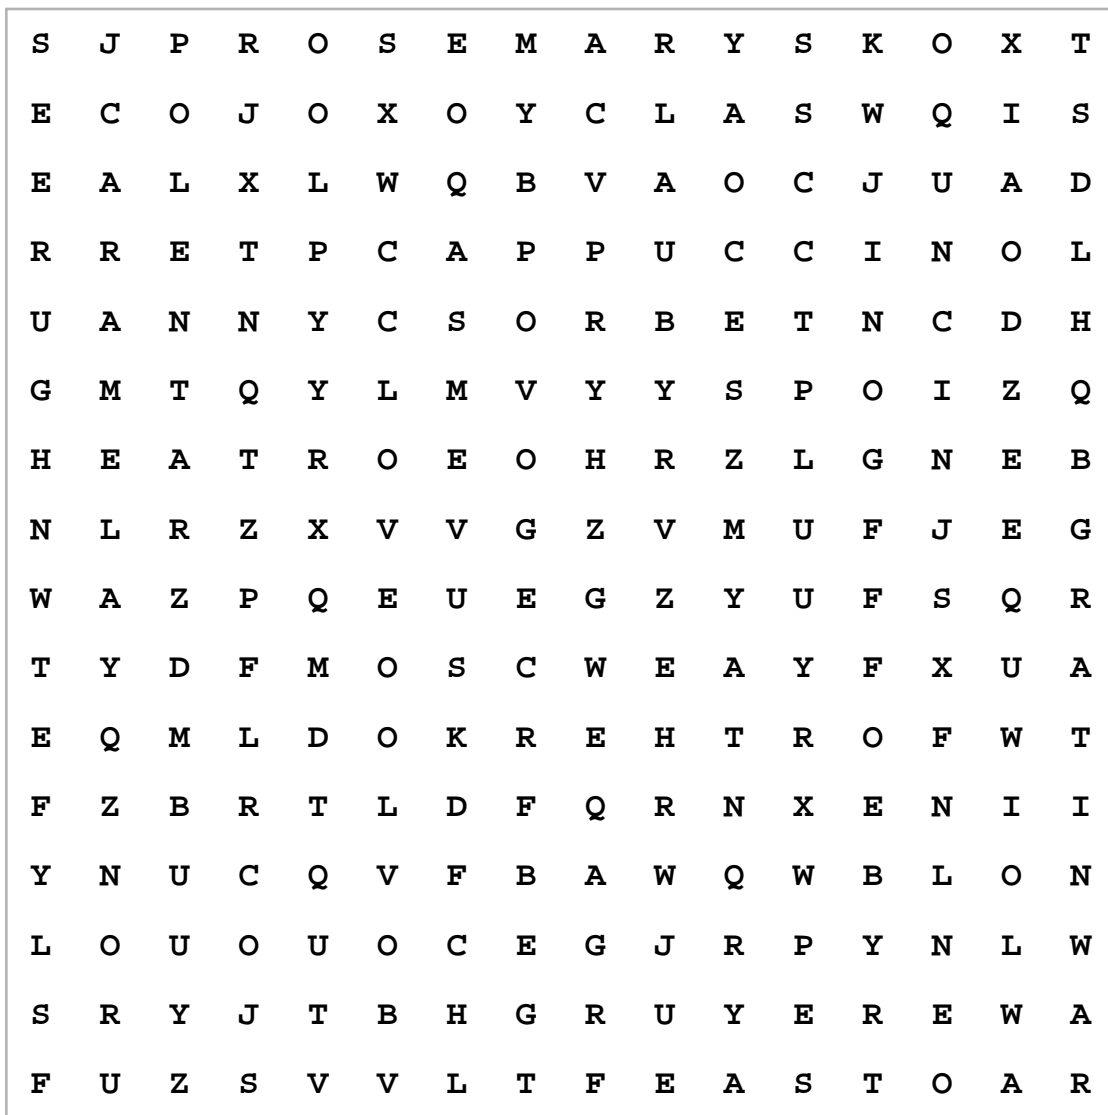 S J P R O S E M A R Y S K O X T
E C O J O X O Y C L A S W Q I S
E A L X L W Q B V A O C J U A D
R R E T P C A P P U C C I N O L
U A N N Y C S O R B E T N C D H
G M T Q Y L M V Y Y S P O I Z Q
H E A T R O E O H R Z L G N E B
N L R Z X V V G Z V M U F J E G
W A Z P Q E U E G Z Y U F S Q R
T Y D F M O S C W E A Y F X U A
E Q M L D O K R E H T R O F W T
F Z B R T L D F Q R N X E N I I
Y N U C Q V F B A W Q W B L O N
L O U O U O C E G J R P Y N L W
S R Y J T B H G R U Y E R E W A
F U Z S V V L T F E A S T O A R